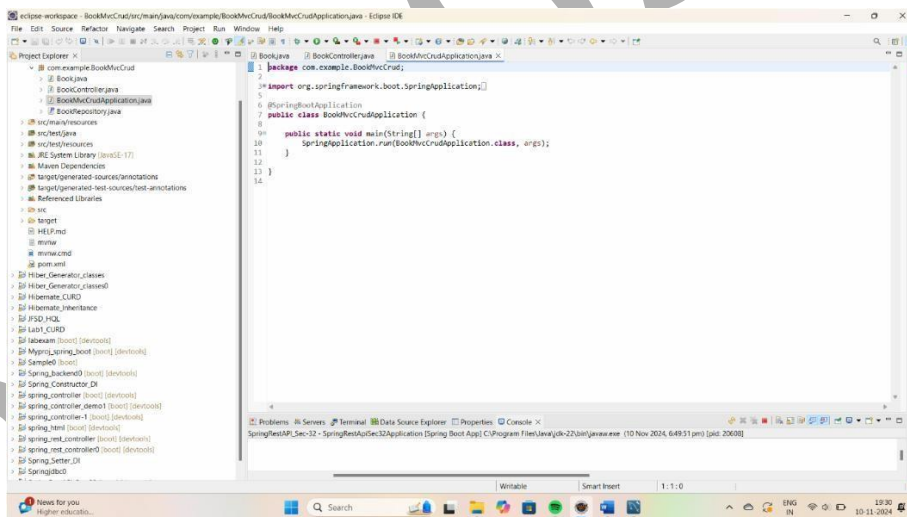 eclipse-workspace - BookMvcCrud/src/main/java/com/example/BookMvcCrud/BookMvcCrudApplication.java - Eclipse IDE
File Edit Source Refactor Navigate Search Project Run Window Help
Project Explorer
com.example.BookMvcCrud
Book.java
BookController.java
BookMvcCrudApplication.java
BookRepository.java
src/main/resources
src/test/java
src/test/resources
JRE System Library [JavaSE-17]
Maven Dependencies
target/generated-sources/annotations
target/generated-test-sources/test-annotations
Referenced Libraries
src
target
HELP.md
mvnw
mvnw.cmd
pom.xml
Hiber_Generator_classes
Hiber_Generator_classes0
Hibernate_CURD
Hibernate_Inheritance
JFSD_HQL
Lab1_CURD
labexam [boot] [devtools]
Myproj_spring_boot [boot] [devtools]
Sample0 [boot]
Spring_backend0 [boot] [devtools]
Spring_Constructor_DI
spring_controller [boot] [devtools]
spring_controller_demo1 [boot] [devtools]
spring_controller-1 [boot] [devtools]
spring_html [boot] [devtools]
spring_rest_controller [boot] [devtools]
spring_rest_controller0 [boot] [devtools]
Spring_Setter_DI
Springjdbc0
Book.java BookController.java BookMvcCrudApplication.java
1 package com.example.BookMvcCrud;
2
3 import org.springframework.boot.SpringApplication;
5
6 @SpringBootApplication
7 public class BookMvcCrudApplication {
8
9 public static void main(String[] args) {
10 SpringApplication.run(BookMvcCrudApplication.class, args);
11 }
12
13 }
14
Problems Servers Terminal Data Source Explorer Properties Console
SpringRestAPI_Sec-32 - SpringRestApiSec32Application [Spring Boot App] C:\Program Files\Java\jdk-22\bin\javaw.exe (10 Nov 2024, 6:49:51 pm) [pid: 20608]
Writable Smart Insert 1 : 1 : 0
News for you
Higher educatio...
Search
ENG
IN
19:30
10-11-2024